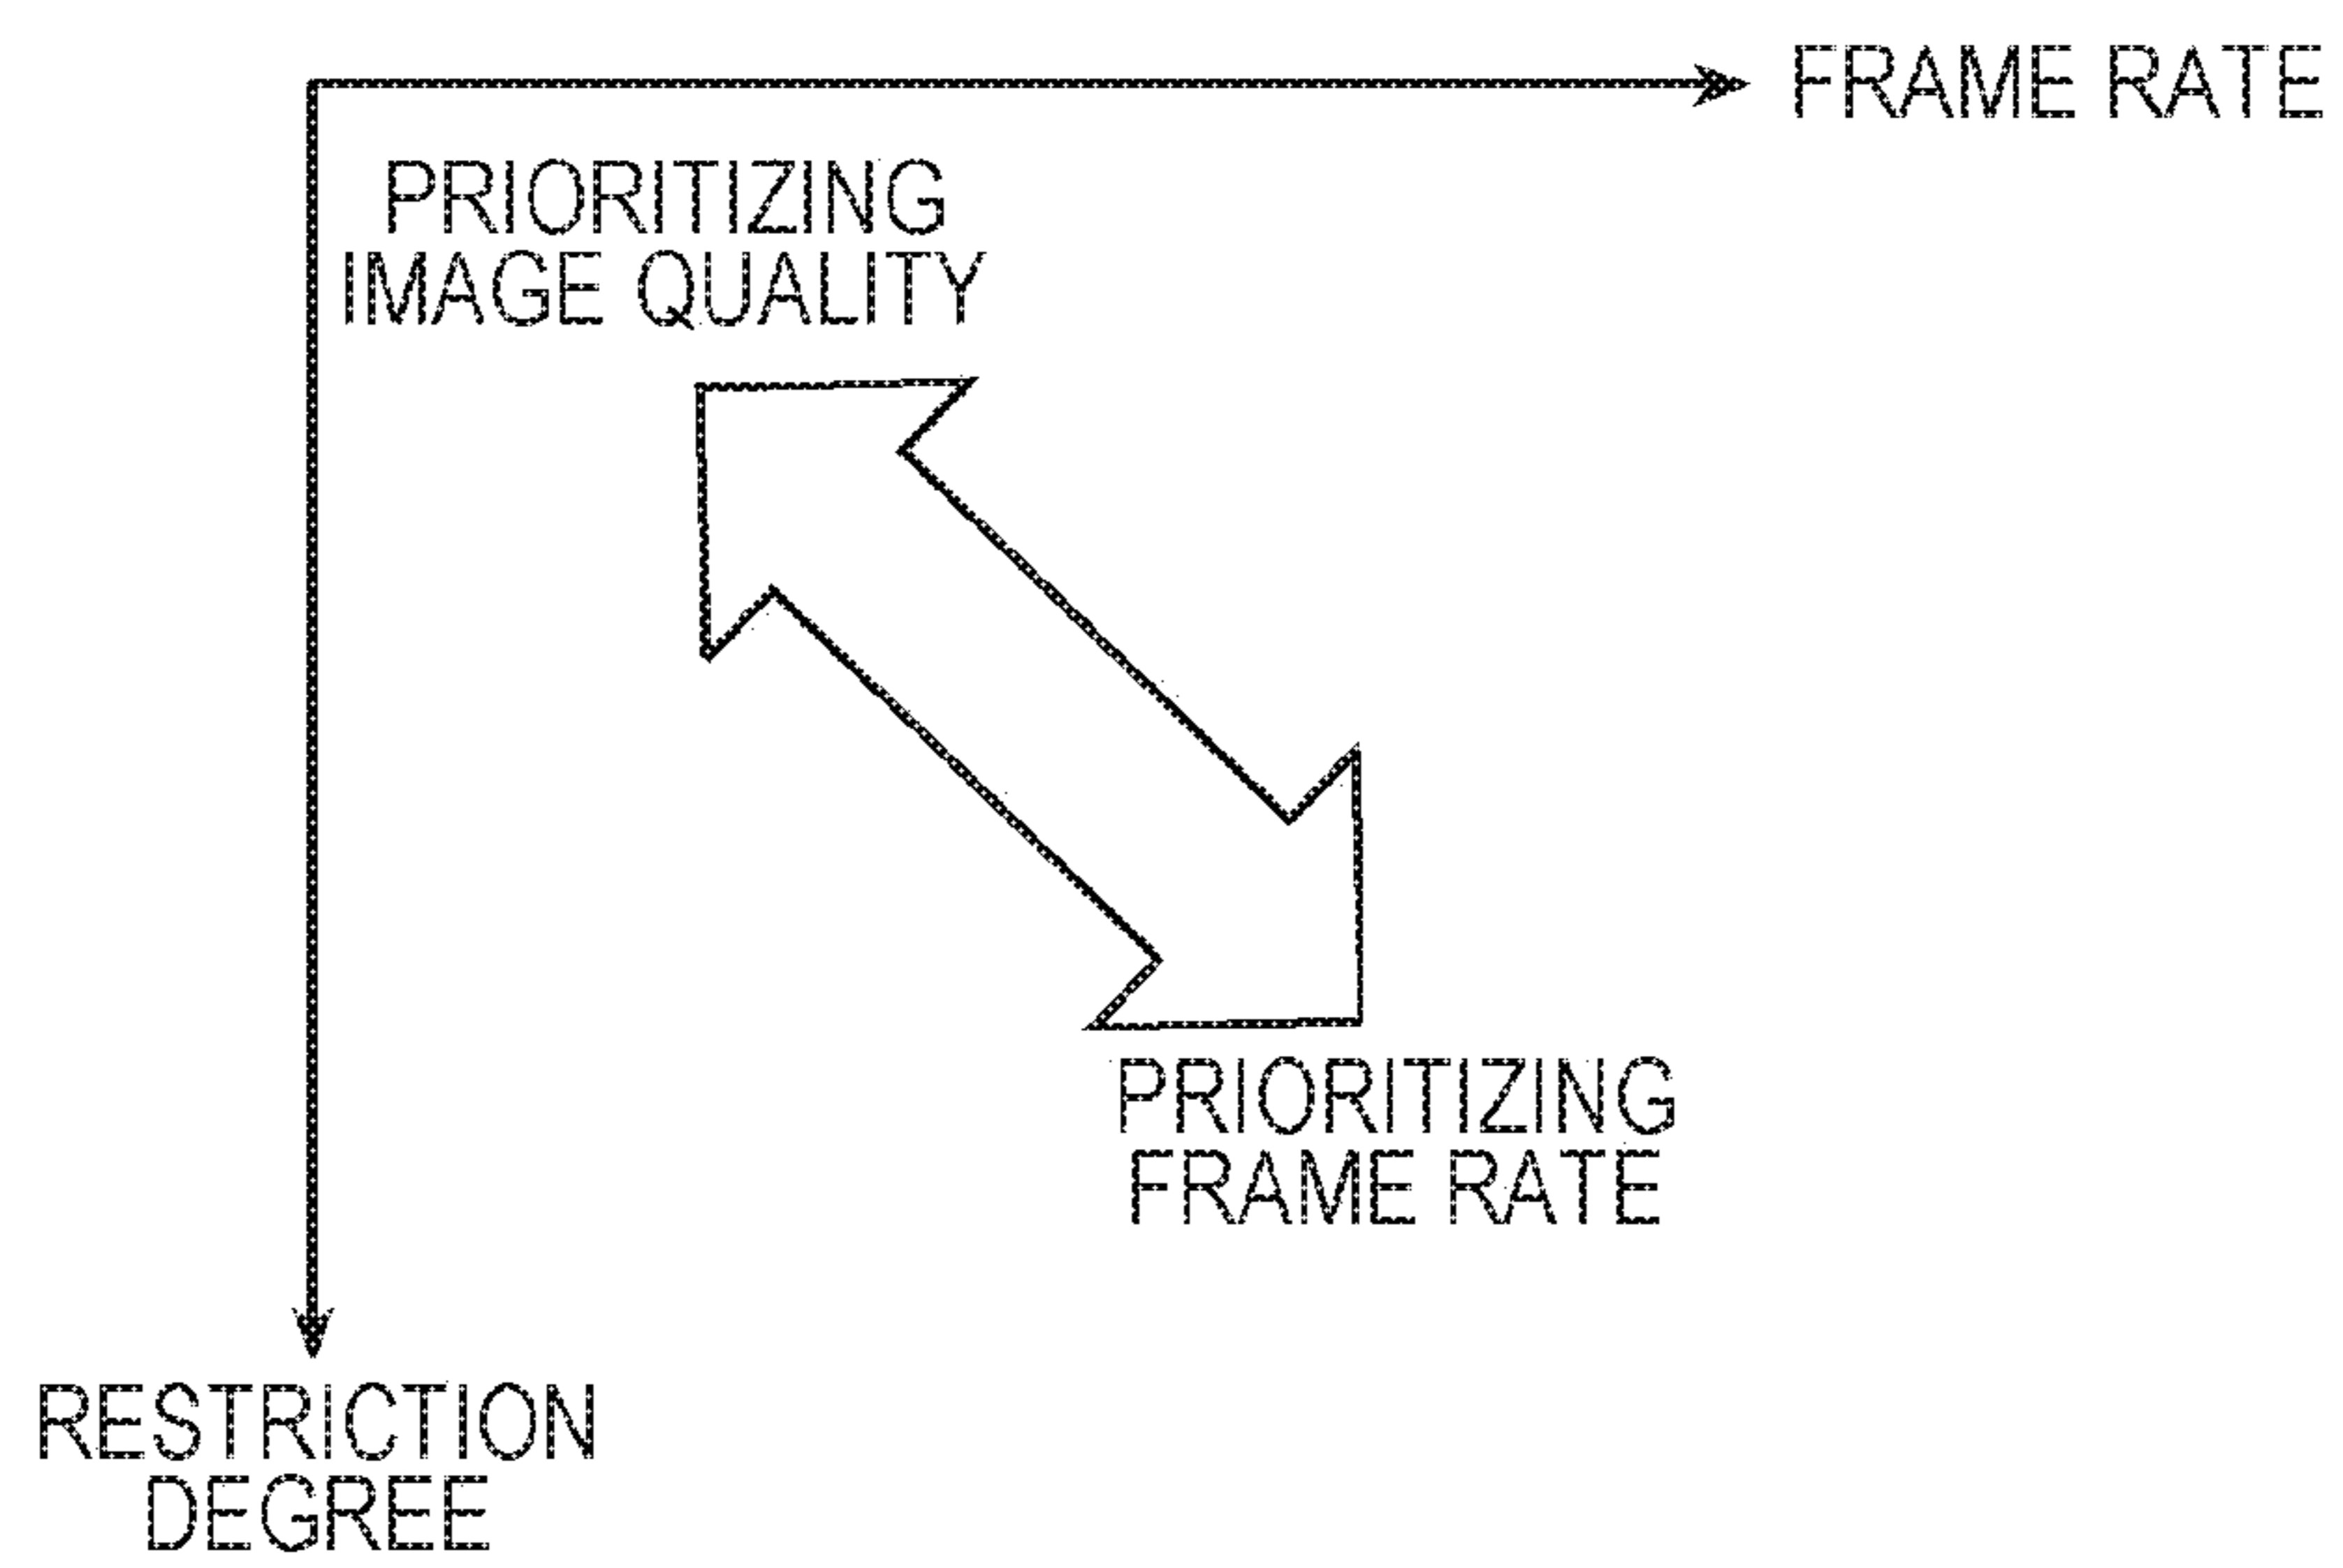 FRAME RATE
PRIORITIZING
IMAGE QUALITY
PRIORITIZING
FRAME RATE
RESTRICTION
DEGREE